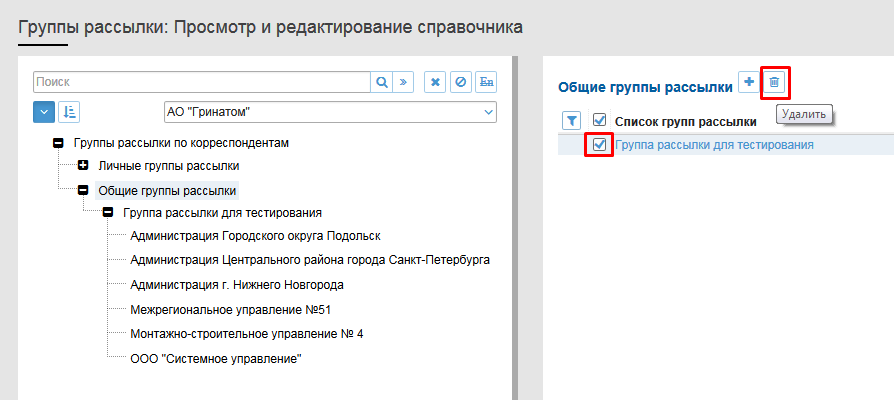 Группы рассылки: Просмотр и редактирование справочника
Поиск
En
АО "Гринатом"
Группы рассылки по корреспондентам
Личные группы рассылки
Общие группы рассылки
Группа рассылки для тестирования
Администрация Городского округа Подольск
Администрация Центрального района города Санкт-Петербурга
Администрация г. Нижнего Новгорода
Межрегиональное управление №51
Монтажно-строительное управление № 4
ООО "Системное управление"
Общие группы рассылки
Удалить
Список групп рассылки
Группа рассылки для тестирования